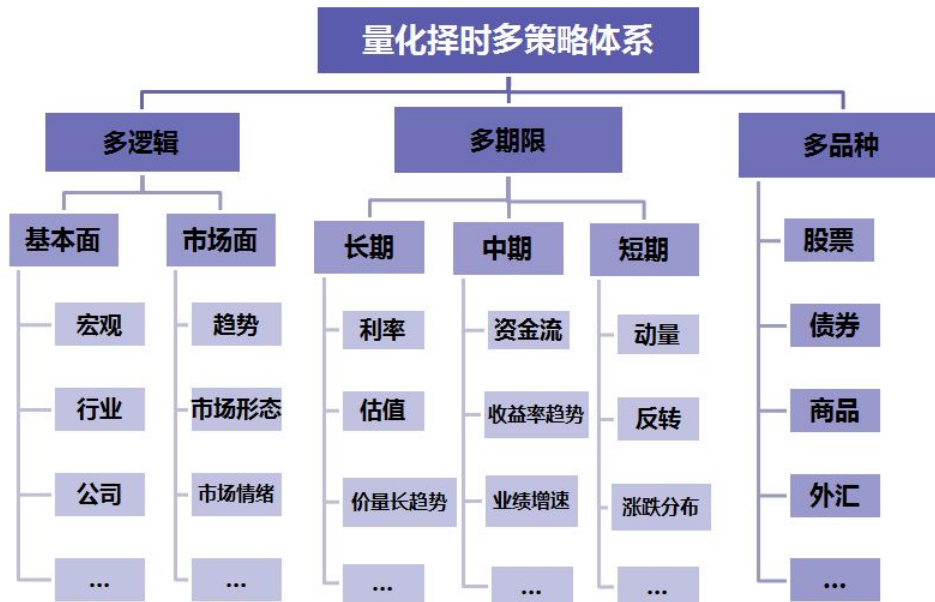 量化择时多策略体系
多逻辑
多期限
多品种
基本面
市场面
长期
中期
短期
股票
宏观
趋势
利率
资金流
动量
债券
行业
市场形态
估值
收益率趋势
反转
商品
公司
市场情绪
价量长趋势
业绩增速
涨跌分布
外汇
...
...
...
...
...
...